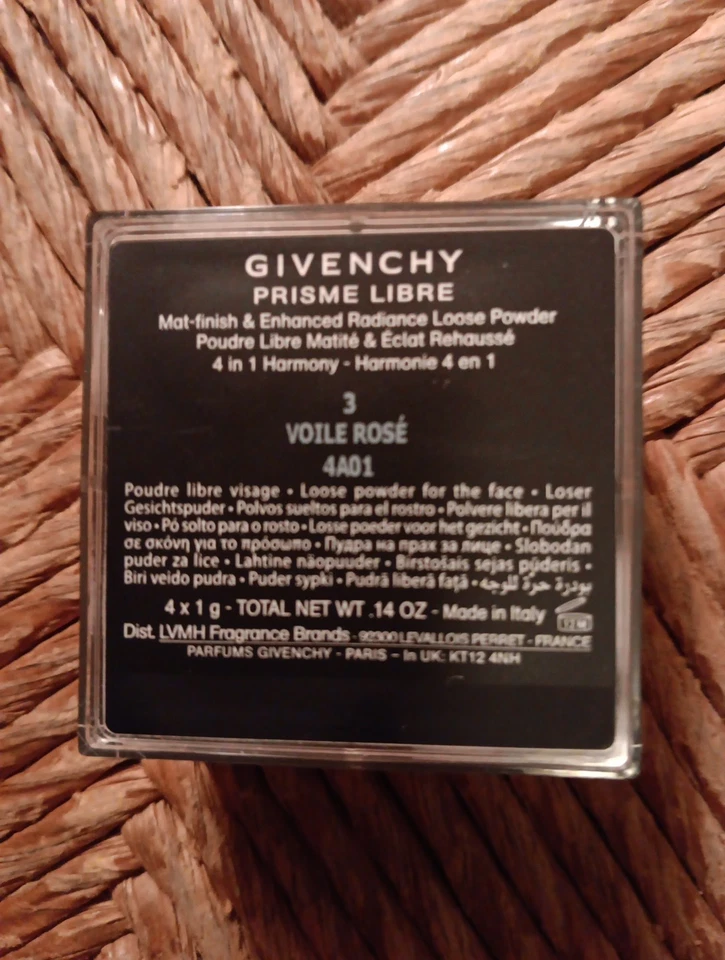 GIVENCHY
PRISME LIBRE
Mat-finish & Enhanced Radiance Loose Powder
Poudre Libre Matité & Éclat Rehaussé
4 in 1 Harmony - Harmonie 4 en 1
3
VOILE ROSÉ
4A01
Poudre libre visage • Loose powder for the face • Loser
Gesichtspuder • Polvos sueltos para el rostro • Polvere libera per il
viso • Pó solto para o rosto • Losse poeder voor het gezicht • Πούδρα
σε σκόνη για το πρόσωπο • Пудра на прах за лице • Slobodan
puder za lice • Lahtine näopuuder • Birstošais sejas pūderis •
Biri veido pudra • Puder sypki • Pudră liberă față • بودرة حرة للوجه
4 x 1 g - TOTAL NET WT .14 OZ - Made in Italy
12M
Dist. LVMH Fragrance Brands - 92300 LEVALLOIS PERRET - FRANCE
PARFUMS GIVENCHY - PARIS - In UK: KT12 4NH